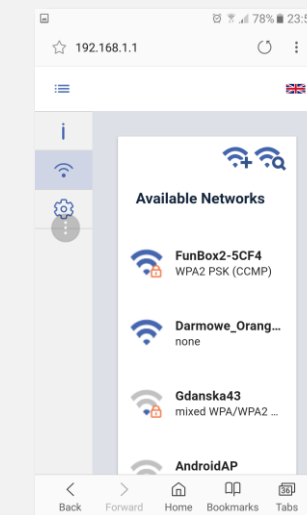 78% 23:5
192.168.1.1
i
Available Networks
FunBox2-5CF4
WPA2 PSK (CCMP)
Darmowe_Orang...
none
Gdanska43
mixed WPA/WPA2 ...
AndroidAP
36
Back Forward Home Bookmarks Tabs